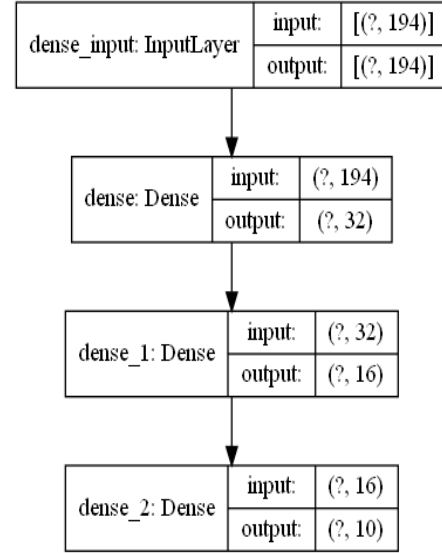 dense_input: InputLayer
input: [(?, 194)]
output: [(?, 194)]
dense: Dense
input: (?, 194)
output: (?, 32)
dense_1: Dense
input: (?, 32)
output: (?, 16)
dense_2: Dense
input: (?, 16)
output: (?, 10)